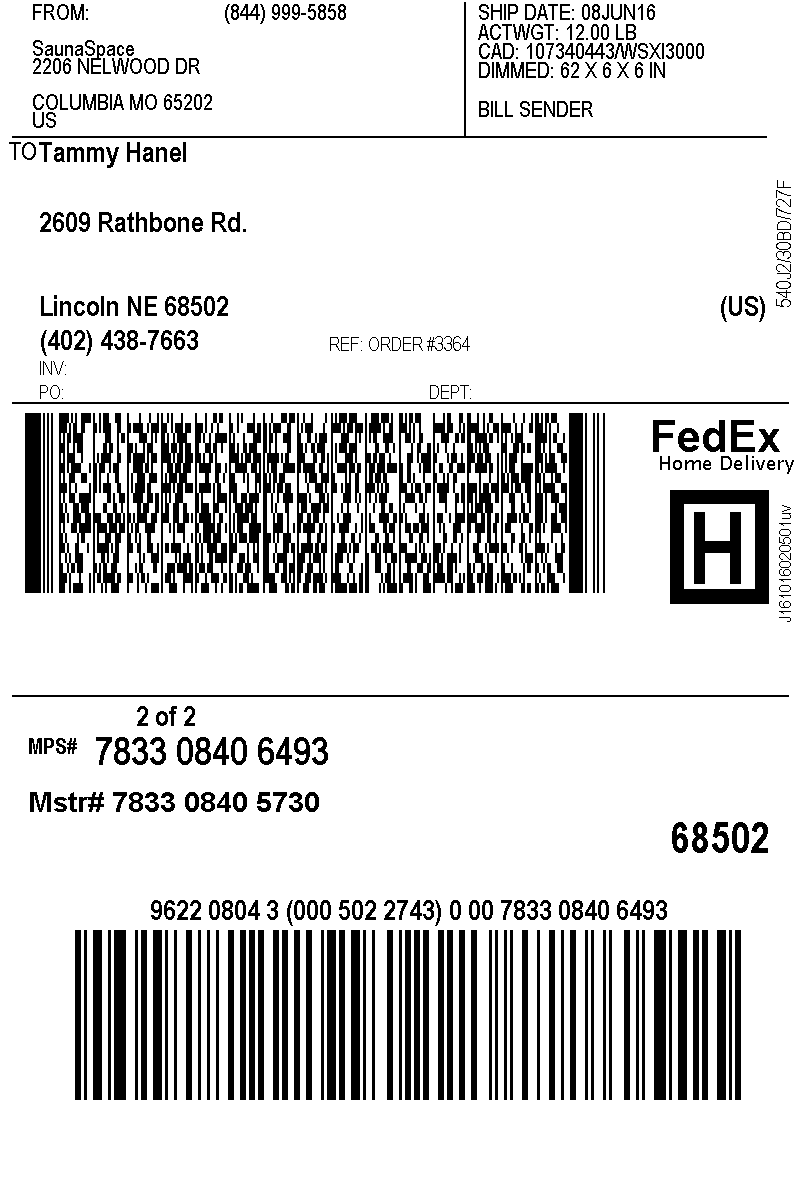 FROM: (844) 999-5858
SaunaSpace
2206 NELWOOD DR
COLUMBIA MO 65202
US
SHIP DATE: 08JUN16
ACTWGT: 12.00 LB
CAD: 107340443/WSXI3000
DIMMED: 62 X 6 X 6 IN
BILL SENDER
TO Tammy Hanel
2609 Rathbone Rd.
Lincoln NE 68502 (US)
(402) 438-7663 REF: ORDER #3364
INV:
PO: DEPT:
540J2/30BD/727F
FedEx
Home Delivery
H
J161016020501uv
2 of 2
MPS# 7833 0840 6493
Mstr# 7833 0840 5730
68502
9622 0804 3 (000 502 2743) 0 00 7833 0840 6493